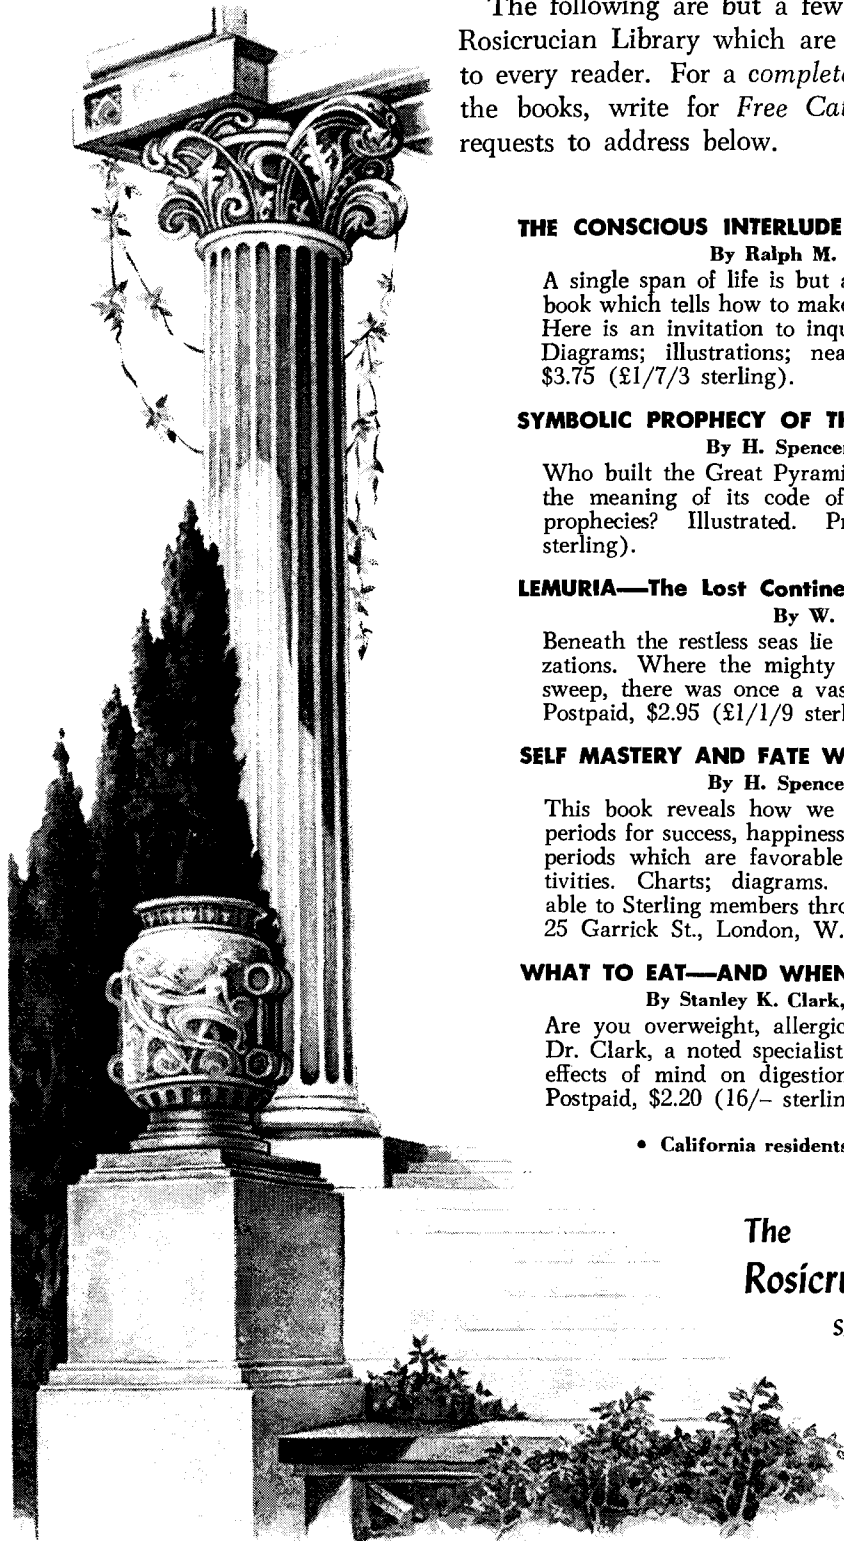 The following are but a few
Rosicrucian Library which are
to every reader. For a complete
the books, write for Free Cat
requests to address below.
THE CONSCIOUS INTERLUDE
By Ralph M.
A single span of life is but a
book which tells how to make
Here is an invitation to inqu
Diagrams; illustrations; nea
$3.75 (£1/7/3 sterling).
SYMBOLIC PROPHECY OF TH
By H. Spencer
Who built the Great Pyrami
the meaning of its code of
prophecies? Illustrated. Pr
sterling).
LEMURIA—The Lost Contine
By W.
Beneath the restless seas lie
zations. Where the mighty
sweep, there was once a vas
Postpaid, $2.95 (£1/1/9 sterl
SELF MASTERY AND FATE W
By H. Spence
This book reveals how we
periods for success, happiness
periods which are favorable
tivities. Charts; diagrams.
able to Sterling members thro
25 Garrick St., London, W.
WHAT TO EAT—AND WHEN
By Stanley K. Clark,
Are you overweight, allergic
Dr. Clark, a noted specialist
effects of mind on digestion
Postpaid, $2.20 (16/– sterlin
• California residents
The
Rosicru
S